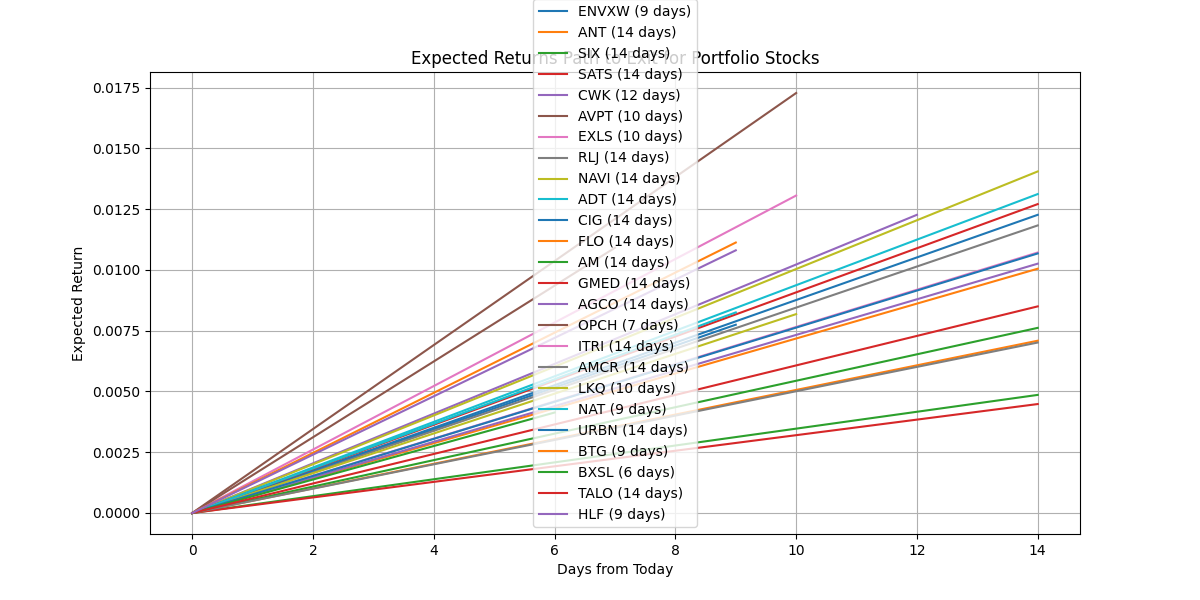 ENVXW (9 days)
ANT (14 days)
SIX (14 days)
Expected Returns Path to Exit for Portfolio Stocks
SATS (14 days)
CWK (12 days)
AVPT (10 days)
EXLS (10 days)
RLJ (14 days)
NAVI (14 days)
ADT (14 days)
CIG (14 days)
FLO (14 days)
AM (14 days)
GMED (14 days)
AGCO (14 days)
OPCH (7 days)
ITRI (14 days)
AMCR (14 days)
LKQ (10 days)
NAT (9 days)
URBN (14 days)
BTG (9 days)
BXSL (6 days)
TALO (14 days)
HLF (9 days)
Expected Return
0.0175
0.0150
0.0125
0.0100
0.0075
0.0050
0.0025
0.0000
0 2 4 6 8 10 12 14
Days from Today